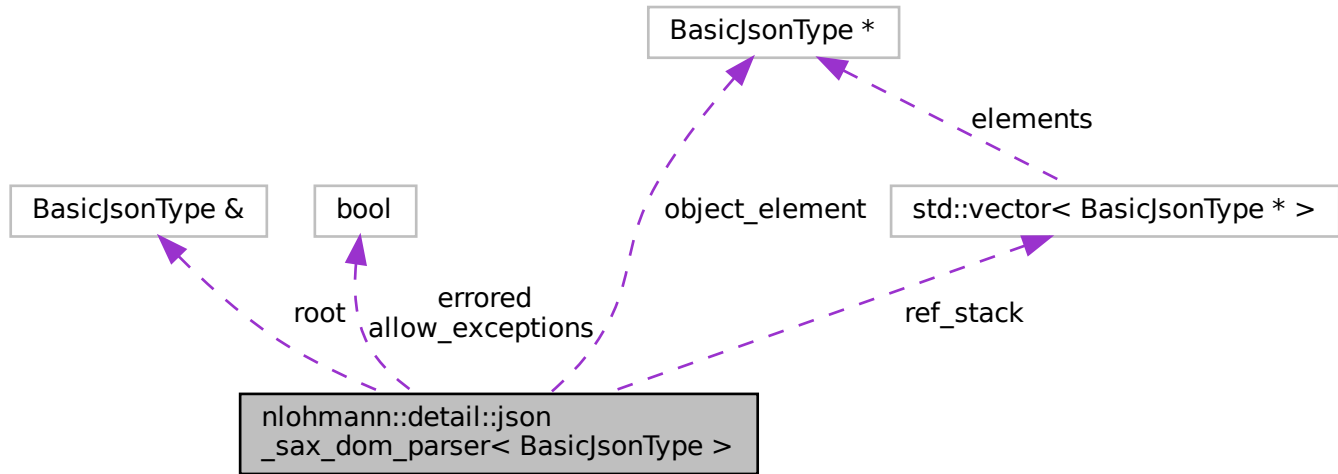 BasicJsonType *
elements
BasicJsonType &
bool
object_element
std::vector< BasicJsonType * >
root
errored
allow_exceptions
ref_stack
nlohmann::detail::json
_sax_dom_parser< BasicJsonType >